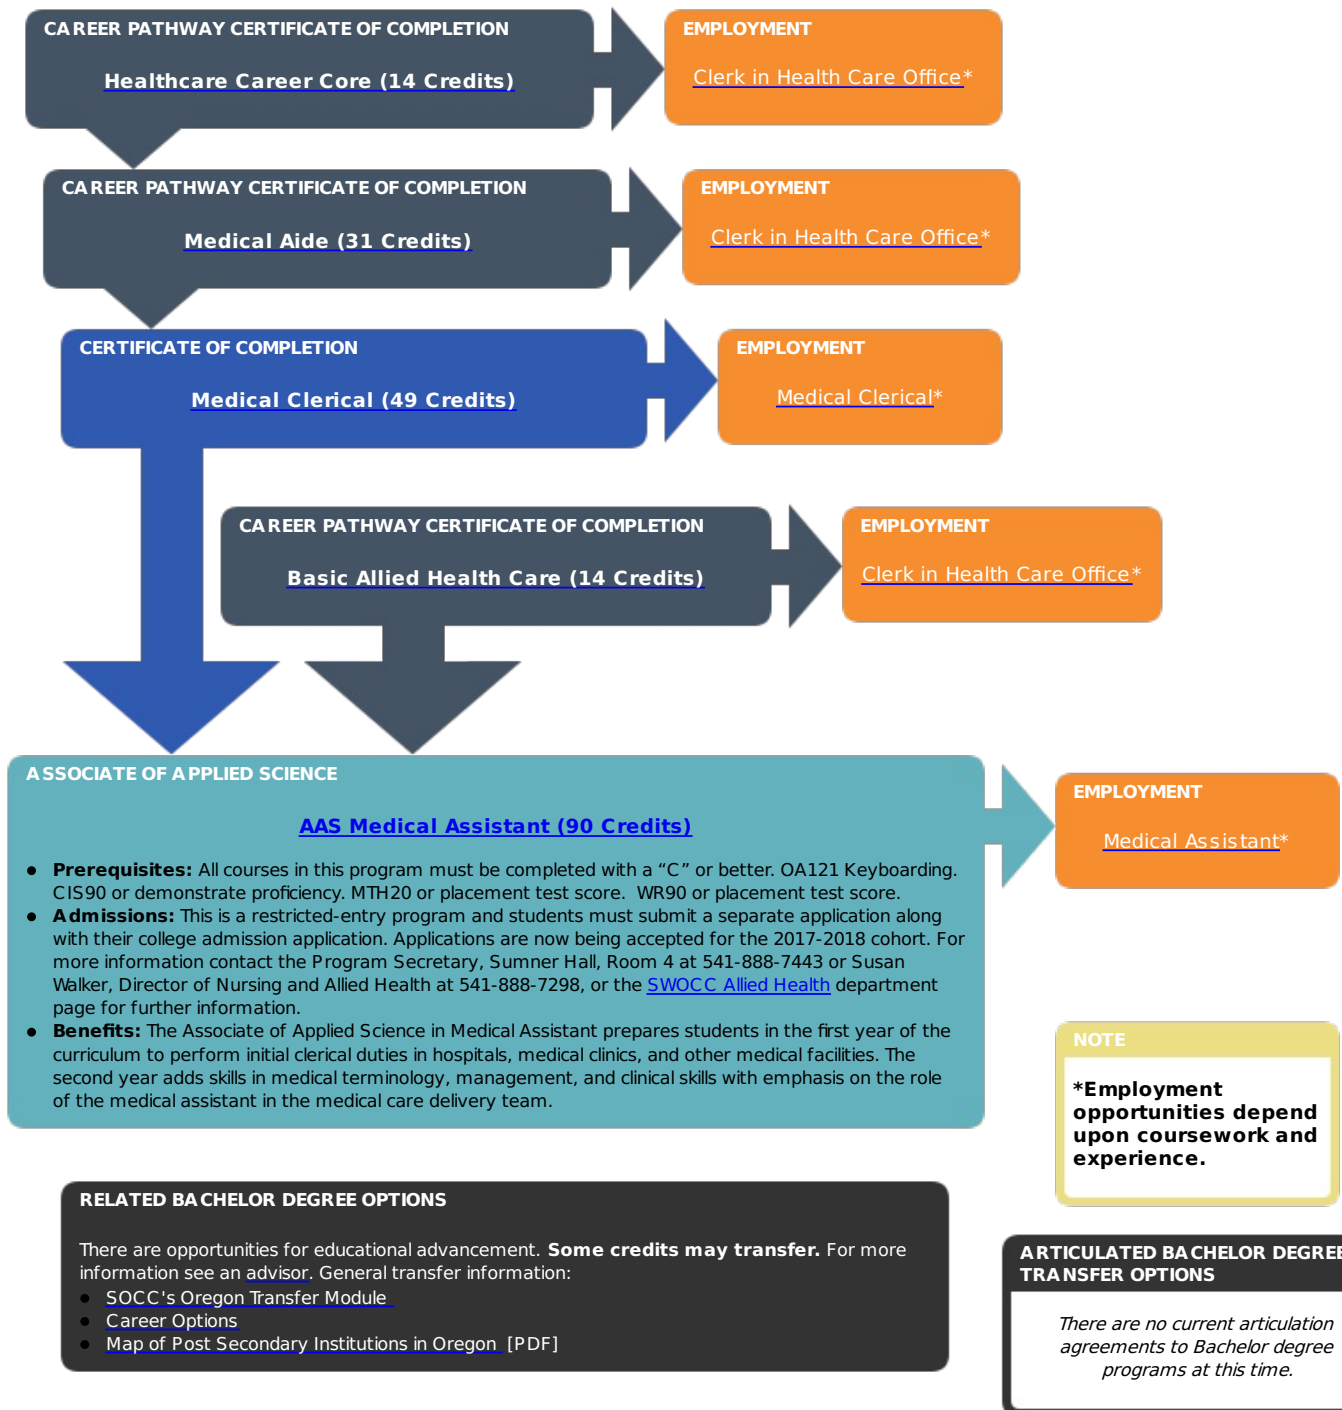 CAREER PATHWAY CERTIFICATE OF COMPLETION
Healthcare Career Core (14 Credits)
EMPLOYMENT
Clerk in Health Care Office*
CAREER PATHWAY CERTIFICATE OF COMPLETION
Medical Aide (31 Credits)
EMPLOYMENT
Clerk in Health Care Office*
CERTIFICATE OF COMPLETION
Medical Clerical (49 Credits)
EMPLOYMENT
Medical Clerical*
CAREER PATHWAY CERTIFICATE OF COMPLETION
Basic Allied Health Care (14 Credits)
EMPLOYMENT
Clerk in Health Care Office*
ASSOCIATE OF APPLIED SCIENCE
AAS Medical Assistant (90 Credits)
● Prerequisites: All courses in this program must be completed with a “C” or better. OA121 Keyboarding.
CIS90 or demonstrate proficiency. MTH20 or placement test score.  WR90 or placement test score.
● Admissions: This is a restricted-entry program and students must submit a separate application along
with their college admission application. Applications are now being accepted for the 2017-2018 cohort. For
more information contact the Program Secretary, Sumner Hall, Room 4 at 541-888-7443 or Susan
Walker, Director of Nursing and Allied Health at 541-888-7298, or the SWOCC Allied Health department
page for further information.
● Benefits: The Associate of Applied Science in Medical Assistant prepares students in the first year of the
curriculum to perform initial clerical duties in hospitals, medical clinics, and other medical facilities. The
second year adds skills in medical terminology, management, and clinical skills with emphasis on the role
of the medical assistant in the medical care delivery team.
EMPLOYMENT
Medical Assistant*
NOTE
*Employment
opportunities depend
upon coursework and
experience.
RELATED BACHELOR DEGREE OPTIONS
There are opportunities for educational advancement. Some credits may transfer. For more
information see an advisor. General transfer information:
● SOCC's Oregon Transfer Module
● Career Options
● Map of Post Secondary Institutions in Oregon [PDF]
ARTICULATED BACHELOR DEGREE
TRANSFER OPTIONS
There are no current articulation
agreements to Bachelor degree
programs at this time.